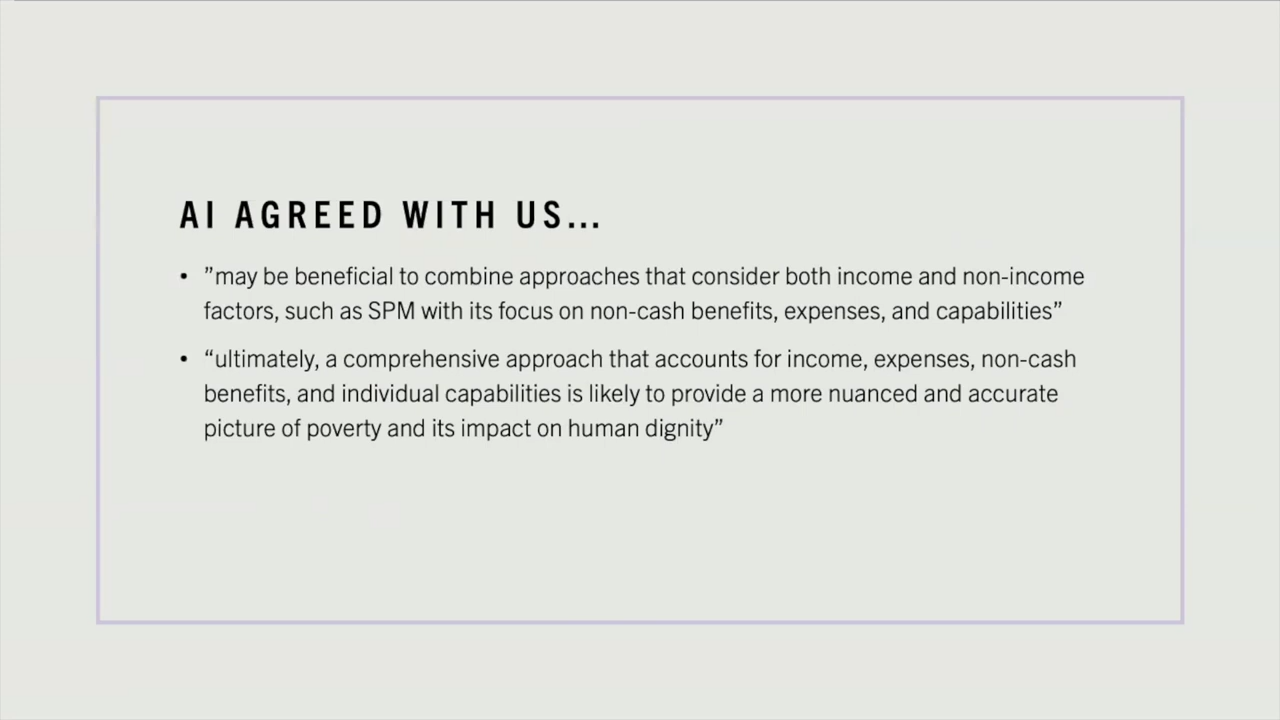 AI AGREED WITH US...
• ”may be beneficial to combine approaches that consider both income and non-income
factors, such as SPM with its focus on non-cash benefits, expenses, and capabilities”
• “ultimately, a comprehensive approach that accounts for income, expenses, non-cash
benefits, and individual capabilities is likely to provide a more nuanced and accurate
picture of poverty and its impact on human dignity”